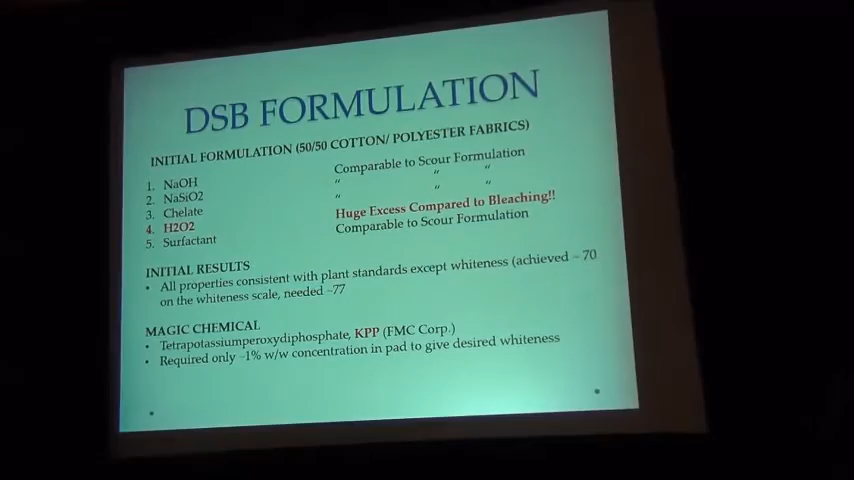 DSB FORMULATION
INITIAL FORMULATION (50/50 COTTON/ POLYESTER FABRICS)
1. NaOH Comparable to Scour Formulation
2. NaSiO2 " " "
3. Chelate " " "
4. H2O2 Huge Excess Compared to Bleaching!!
5. Surfactant Comparable to Scour Formulation
INITIAL RESULTS
• All properties consistent with plant standards except whiteness (achieved ~ 70
on the whiteness scale, needed ~77
MAGIC CHEMICAL
• Tetrapotassiumperoxydiphosphate, KPP (FMC Corp.)
• Required only ~1% w/w concentration in pad to give desired whiteness